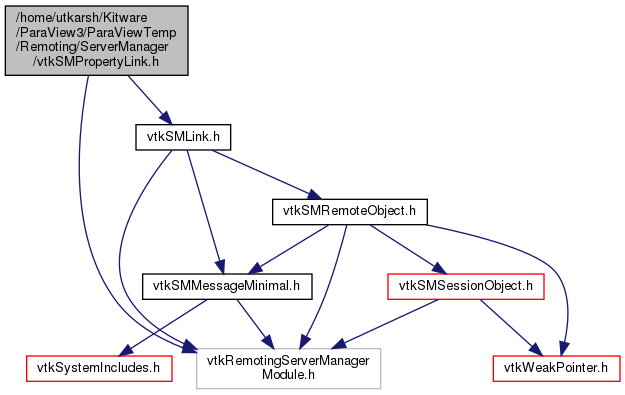 /home/utkarsh/Kitware
/ParaView3/ParaViewTemp
/Remoting/ServerManager
/vtkSMPropertyLink.h
vtkSMLink.h
vtkSMRemoteObject.h
vtkSMMessageMinimal.h
vtkSMSessionObject.h
vtkSystemIncludes.h
vtkRemotingServerManager
Module.h
vtkWeakPointer.h